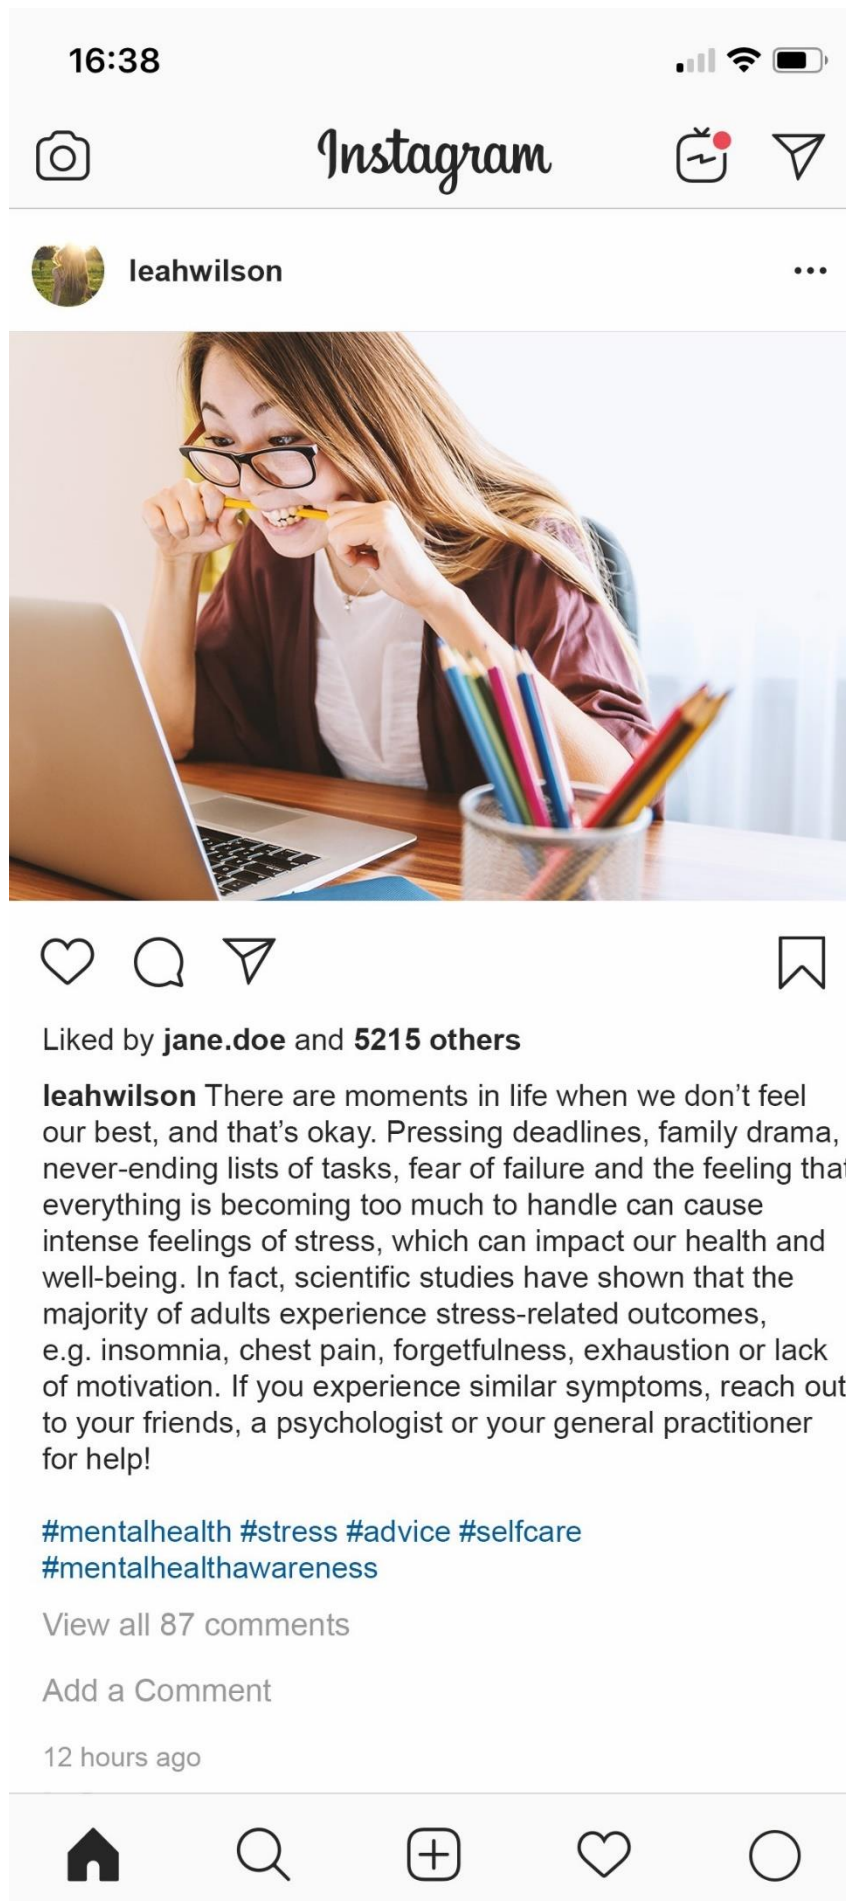 16:38
Instagram
leahwilson
Liked by jane.doe and 5215 others
leahwilson There are moments in life when we don’t feel
our best, and that’s okay. Pressing deadlines, family drama,
never-ending lists of tasks, fear of failure and the feeling that
everything is becoming too much to handle can cause
intense feelings of stress, which can impact our health and
well-being. In fact, scientific studies have shown that the
majority of adults experience stress-related outcomes,
e.g. insomnia, chest pain, forgetfulness, exhaustion or lack
of motivation. If you experience similar symptoms, reach out
to your friends, a psychologist or your general practitioner
for help!
#mentalhealth #stress #advice #selfcare
#mentalhealthawareness
View all 87 comments
Add a Comment
12 hours ago